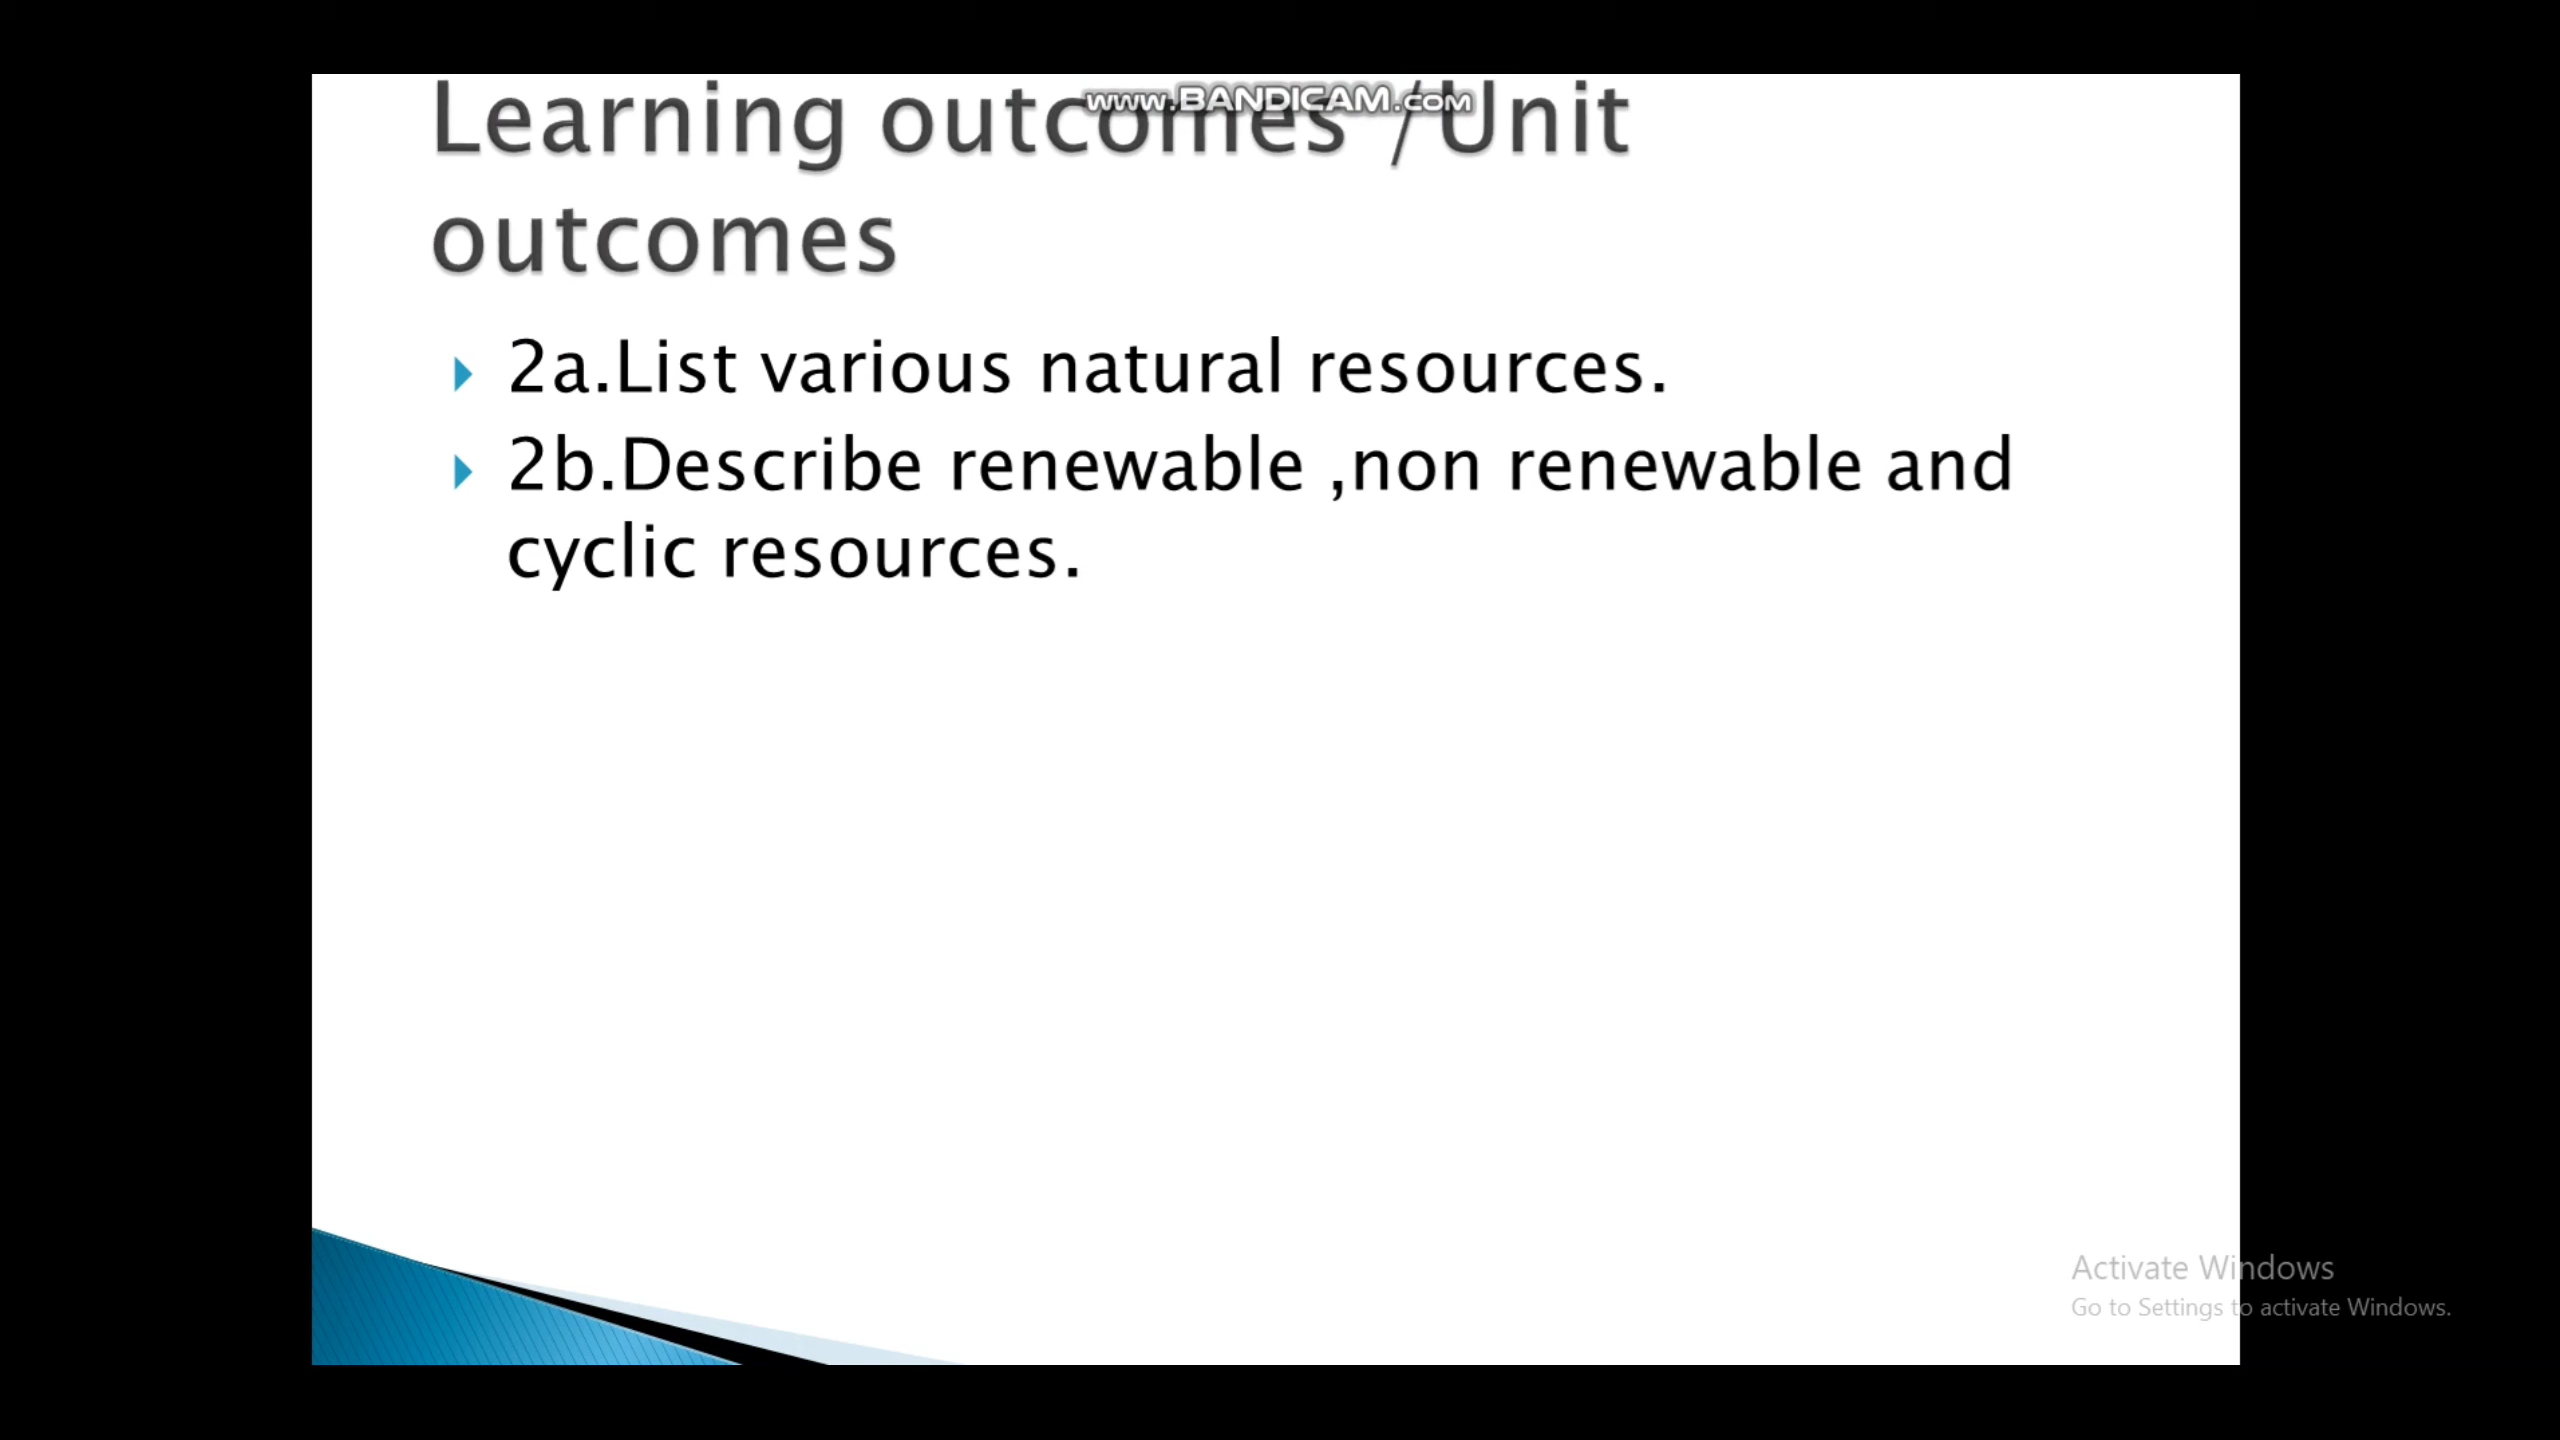 www.BANDICAM.com
Learning outcomes /Unit
outcomes
2a.List various natural resources.
2b.Describe renewable ,non renewable and
cyclic resources.
Activate Windows
Go to Settings to activate Windows.